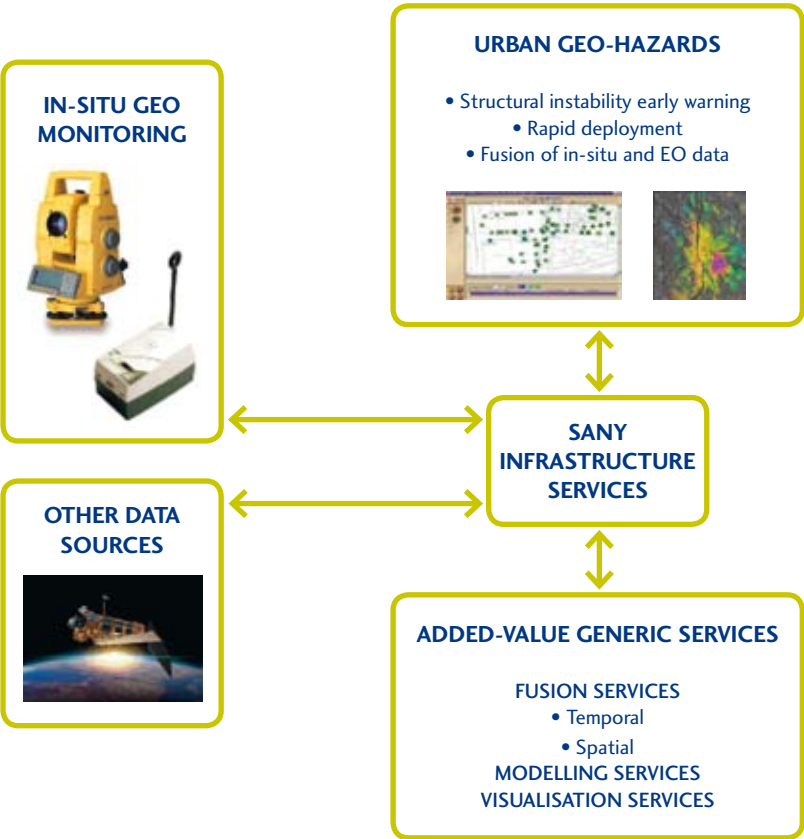 IN-SITU GEO
MONITORING
URBAN GEO-HAZARDS
• Structural instability early warning
• Rapid deployment
• Fusion of in-situ and EO data
SANY
INFRASTRUCTURE
SERVICES
OTHER DATA
SOURCES
ADDED-VALUE GENERIC SERVICES
FUSION SERVICES
• Temporal
• Spatial
MODELLING SERVICES
VISUALISATION SERVICES